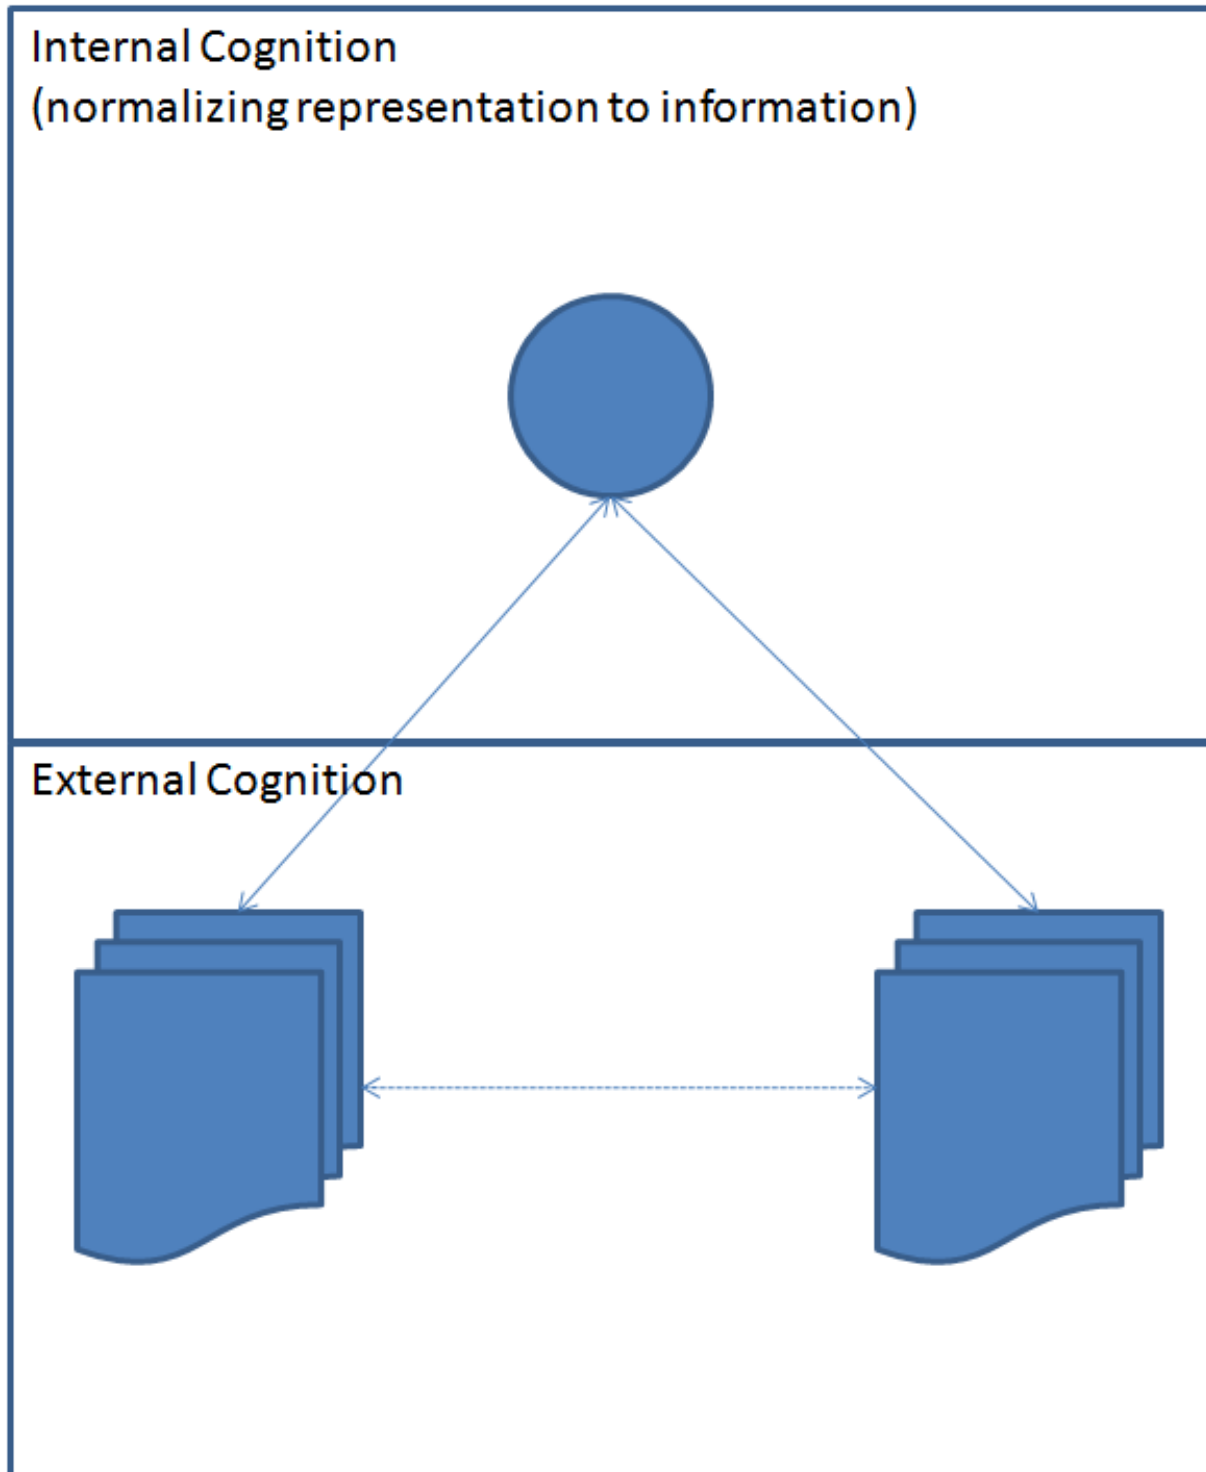 Internal Cognition
(normalizing representation to information)
External Cognition